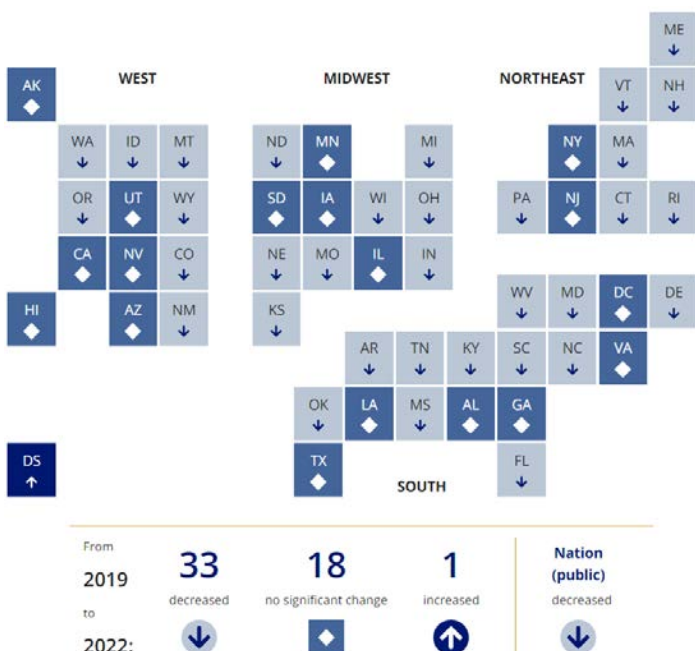 ME
AK
WEST
MIDWEST
NORTHEAST
VT
NH
WA
ID
MT
ND
MN
MI
NY
MA
OR
UT
WY
SD
IA
WI
OH
PA
NJ
CT
RI
CA
NV
CO
NE
MO
IL
IN
WV
MD
DC
DE
HI
AZ
NM
KS
AR
TN
KY
SC
NC
VA
OK
LA
MS
AL
GA
DS
TX
SOUTH
FL
From
2019
to
2022:
33
decreased
18
no significant change
1
increased
Nation
(public)
decreased